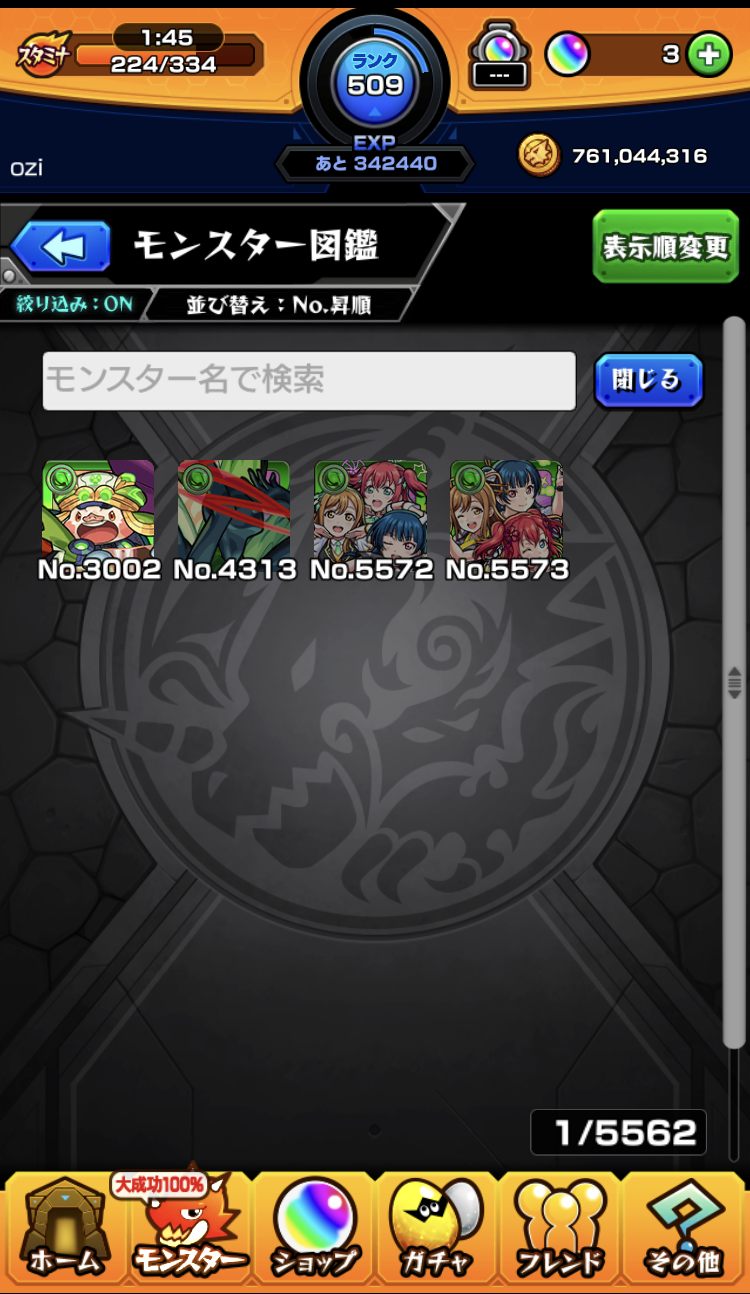 スタミナ
1:45
224/334
ランク
509
EXP
あと 342440
---
3
761,044,316
ozi
モンスター図鑑
表示順変更
絞り込み：ON
並び替え：No.昇順
モンスター名で検索
閉じる
No.3002 No.4313 No.5572 No.5573
1/5562
大成功100%
ホーム モンスター ショップ ガチャ フレンド その他